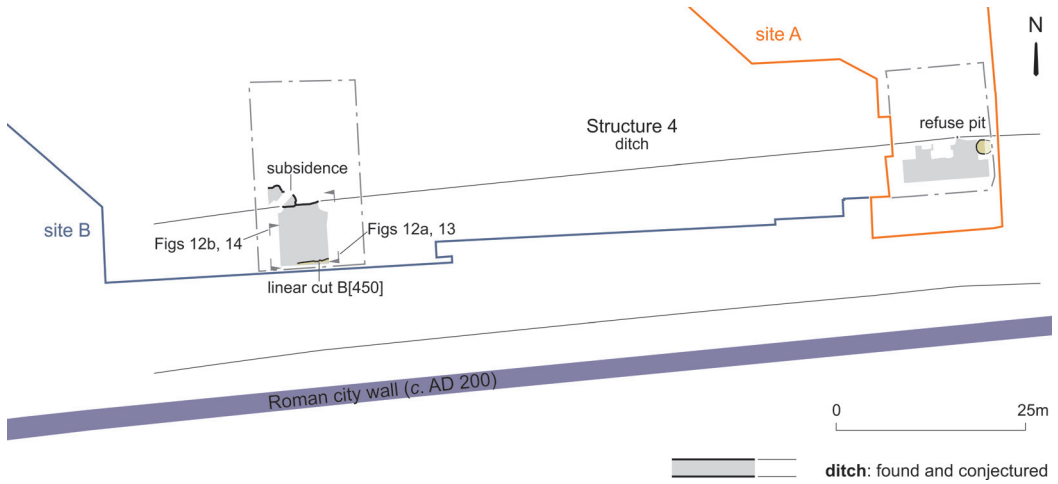 site A
N
refuse pit
Structure 4
ditch
subsidence
site B
Figs 12b, 14
Figs 12a, 13
linear cut B[450]
Roman city wall (c. AD 200)
0 25m
ditch: found and conjectured